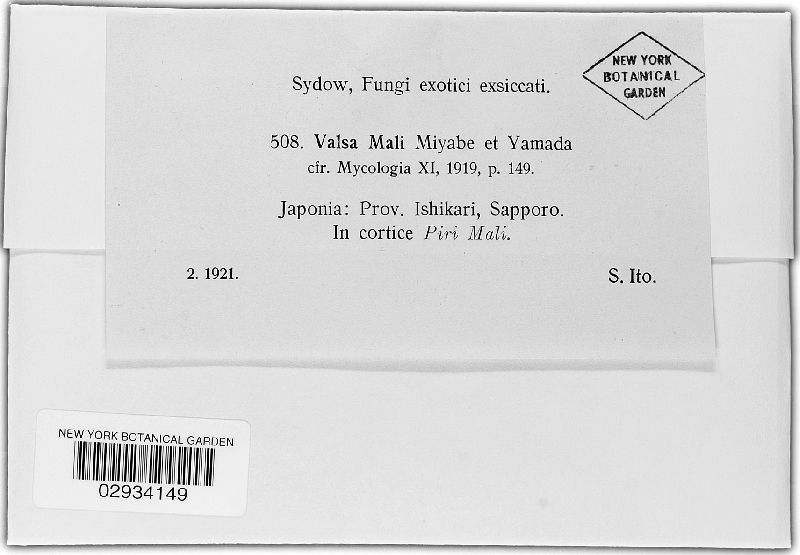 NEW YORK
BOTANICAL
GARDEN
Sydow, Fungi exotici exsiccati.
508. Valsa Mali Miyabe et Yamada
cfr. Mycologia XI, 1919, p. 149.
Japonia: Prov. Ishikari, Sapporo.
In cortice Piri Mali.
2. 1921. S. Ito.
NEW YORK BOTANICAL GARDEN
02934149